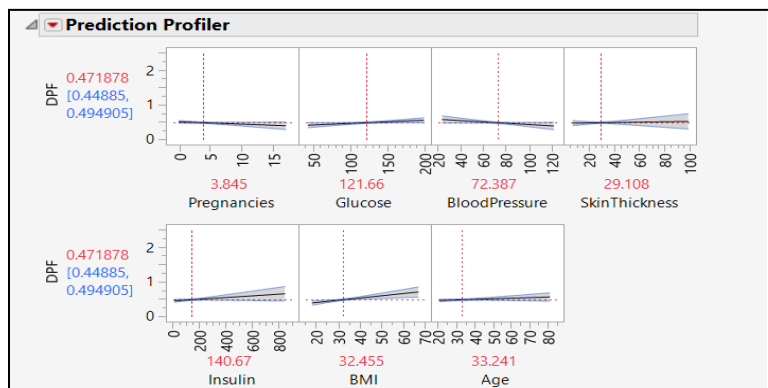 Prediction Profiler
DPF
0.471878
[0.44885,
0.494905]
2
1
0
0 5 10 15
50 100 150 200
20 40 60 80 100 120
20 40 60 80 100
3.845 121.66 72.387 29.108
Pregnancies Glucose BloodPressure SkinThickness
DPF
0.471878
[0.44885,
0.494905]
2
1
0
0 200 400 600 800
20 30 40 50 60 70
20 30 40 50 60 70 80
140.67 32.455 33.241
Insulin BMI Age